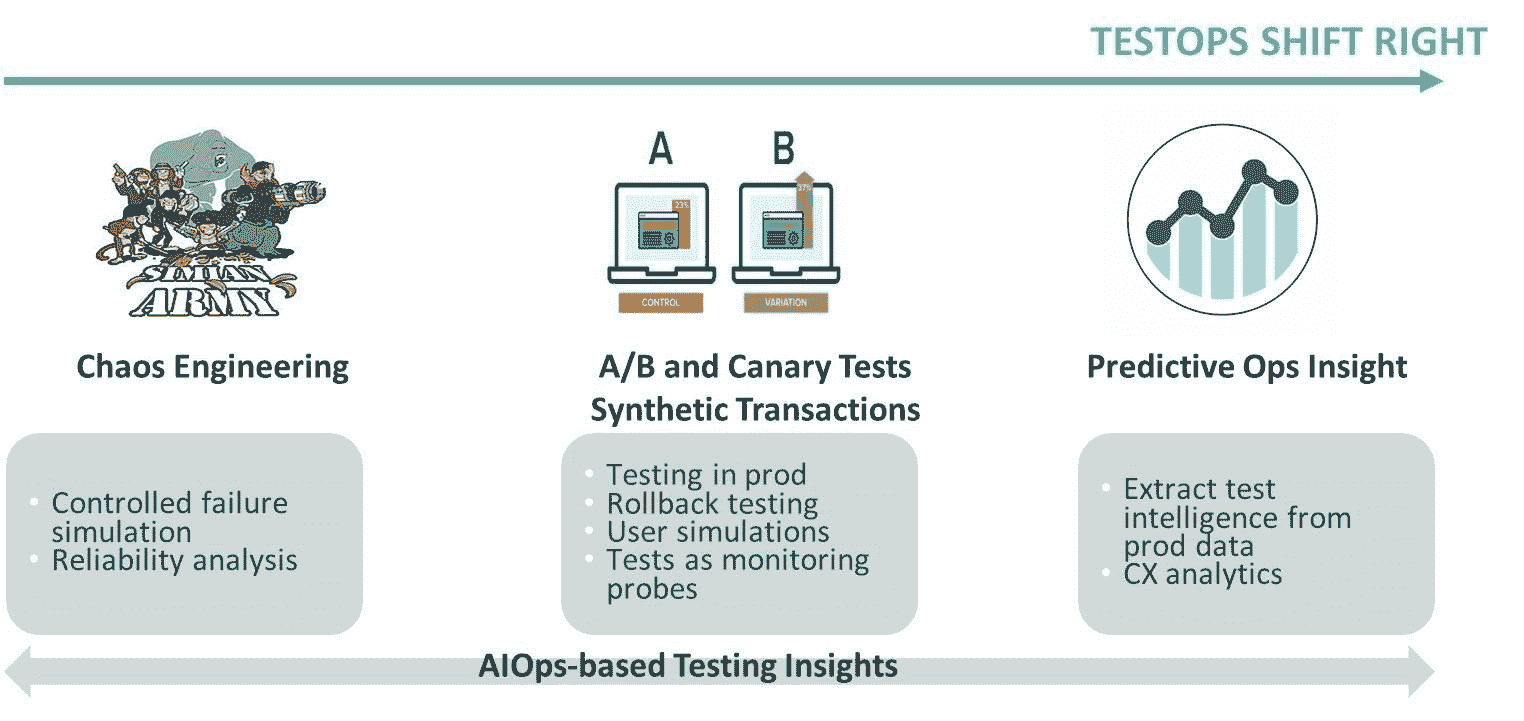 TESTOPS SHIFT RIGHT
SIMIAN
ARMY
A
B
23%
37%
CONTROL
VARIATION
Chaos Engineering
A/B and Canary Tests
Synthetic Transactions
Predictive Ops Insight
• Controlled failure
simulation
• Reliability analysis
• Testing in prod
• Rollback testing
• User simulations
• Tests as monitoring
probes
• Extract test
intelligence from
prod data
• CX analytics
AIOps-based Testing Insights